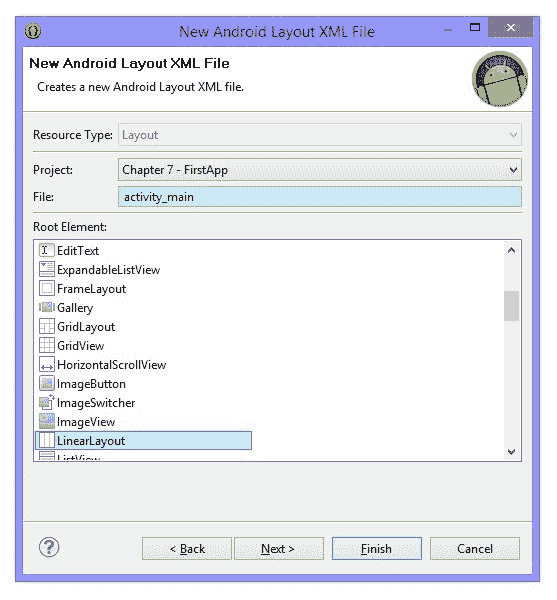 New Android Layout XML File
New Android Layout XML File
Creates a new Android Layout XML file.
Resource Type: Layout
Project: Chapter 7 - FirstApp
File: activity_main
Root Element:
EditText
ExpandableListView
FrameLayout
Gallery
GridLayout
GridView
HorizontalScrollView
ImageButton
ImageSwitcher
ImageView
LinearLayout
ListView
< Back Next > Finish Cancel